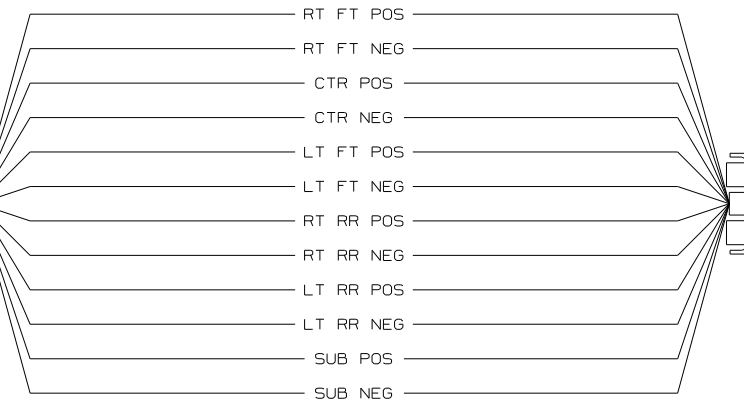 RT FT POS
RT FT NEG
CTR POS
CTR NEG
LT FT POS
LT FT NEG
RT RR POS
RT RR NEG
LT RR POS
LT RR NEG
SUB POS
SUB NEG